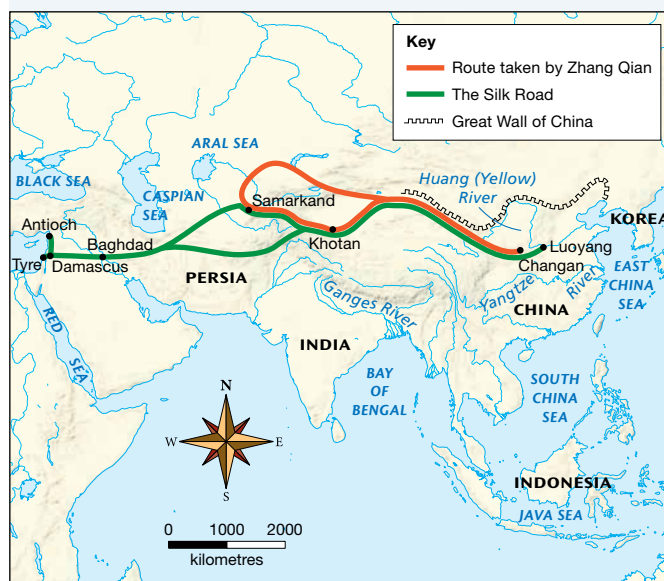 Key
Route taken by Zhang Qian
The Silk Road
Great Wall of China
ARAL SEA
BLACK SEA
CASPIAN
SEA
Huang (Yellow)
River
Samarkand
KOREA
Antioch
Baghdad
Khotan
Luoyang
Tyre
Damascus
Changan
PERSIA
EAST
CHINA
SEA
Yangtze
River
CHINA
Ganges River
RED
SEA
INDIA
BAY
OF
BENGAL
SOUTH
CHINA
SEA
N
W
E
S
INDONESIA
JAVA SEA
0 1000 2000
kilometres